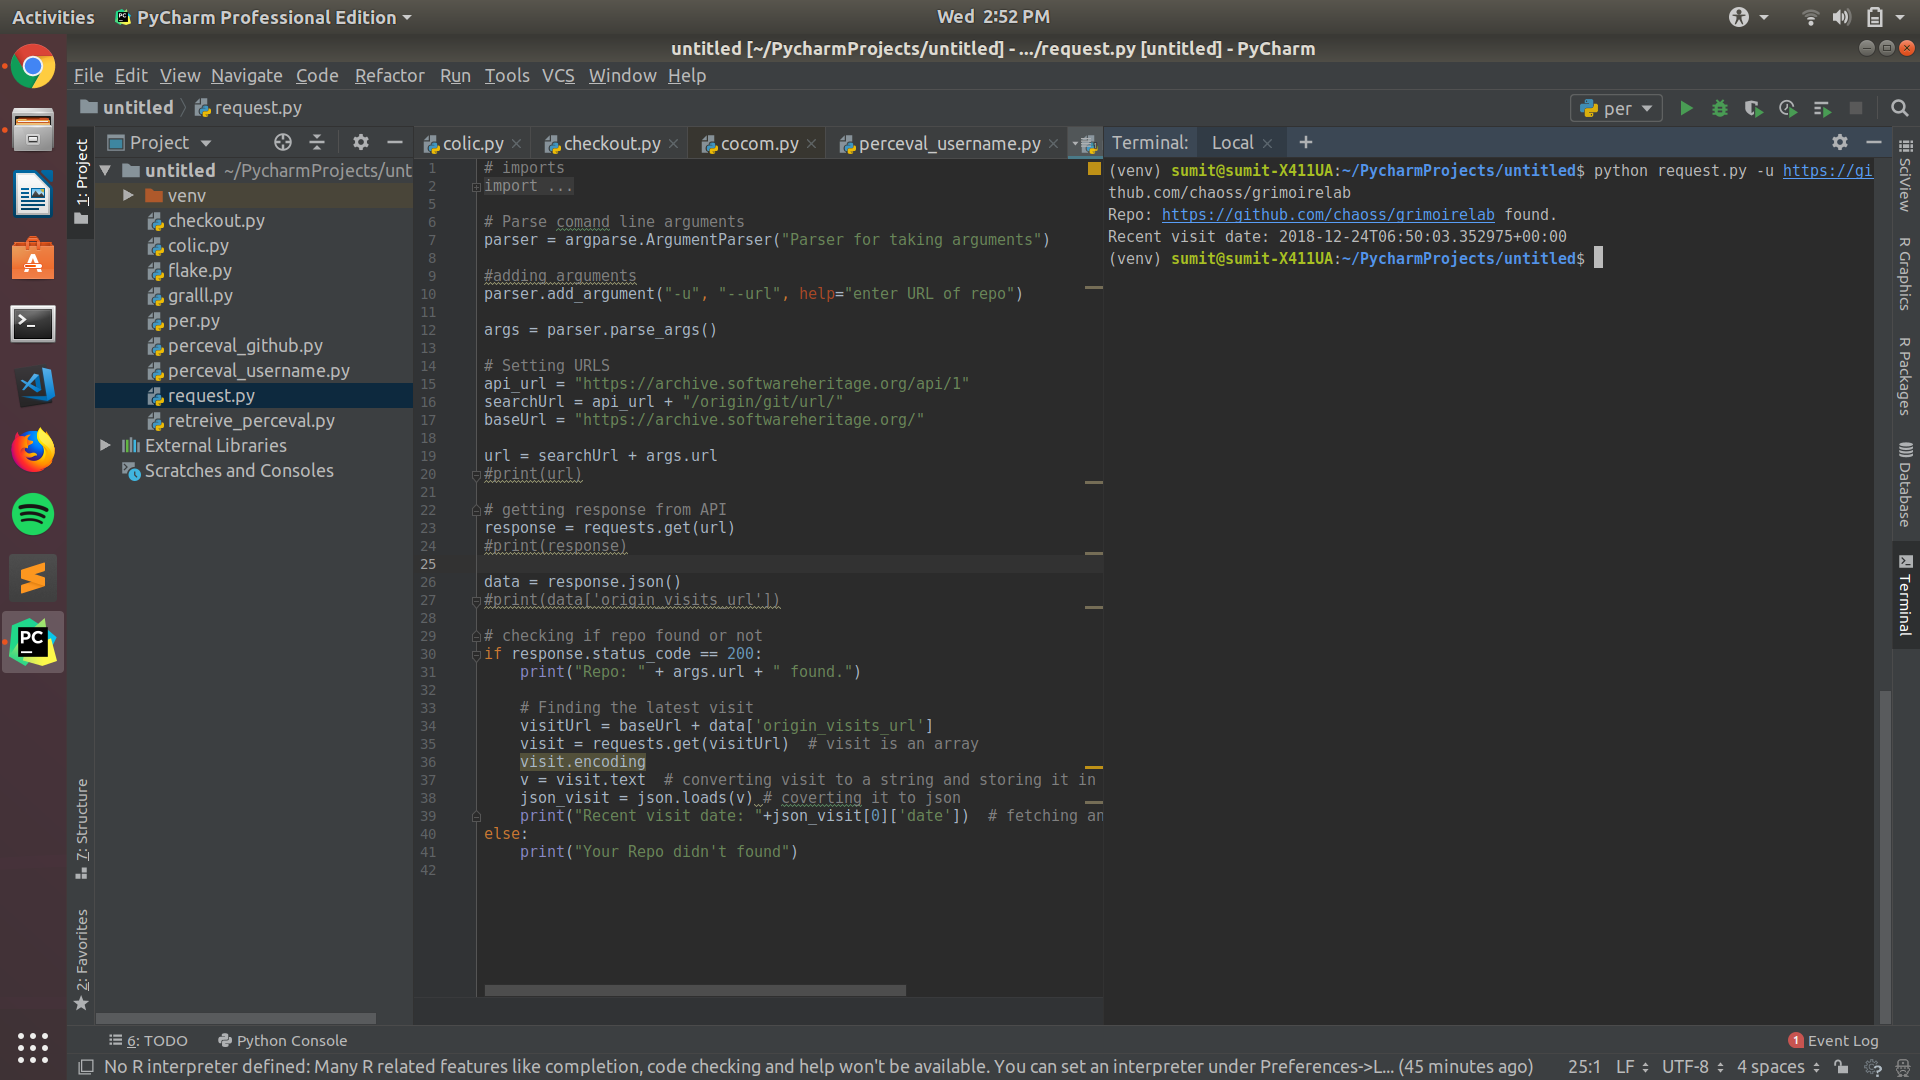 Activities
PyCharm Professional Edition
Wed 2:52 PM
untitled [~/PycharmProjects/untitled] - .../request.py [untitled] - PyCharm
File Edit View Navigate Code Refactor Run Tools VCS Window Help
untitled request.py
per
1: Project
Project
untitled ~/PycharmProjects/unt
venv
checkout.py
colic.py
flake.py
gralll.py
per.py
perceval_github.py
perceval_username.py
request.py
retreive_perceval.py
External Libraries
Scratches and Consoles
7: Structure
2: Favorites
colic.py checkout.py cocom.py perceval_username.py
1 # imports
2 import ...
5
6 # Parse comand line arguments
7 parser = argparse.ArgumentParser("Parser for taking arguments")
8
9 #adding arguments
10 parser.add_argument("-u", "--url", help="enter URL of repo")
11
12 args = parser.parse_args()
13
14 # Setting URLS
15 api_url = "https://archive.softwareheritage.org/api/1"
16 searchUrl = api_url + "/origin/git/url/"
17 baseUrl = "https://archive.softwareheritage.org/"
18
19 url = searchUrl + args.url
20 #print(url)
21
22 # getting response from API
23 response = requests.get(url)
24 #print(response)
25
26 data = response.json()
27 #print(data['origin_visits_url'])
28
29 # checking if repo found or not
30 if response.status_code == 200:
31 print("Repo: " + args.url + " found.")
32
33 # Finding the latest visit
34 visitUrl = baseUrl + data['origin_visits_url']
35 visit = requests.get(visitUrl)  # visit is an array
36 visit.encoding
37 v = visit.text  # converting visit to a string and storing it in
38 json_visit = json.loads(v) # coverting it to json
39 print("Recent visit date: "+json_visit[0]['date'])  # fetching an
40 else:
41 print("Your Repo didn't found")
42
Terminal: Local
(venv) sumit@sumit-X411UA:~/PycharmProjects/untitled$ python request.py -u https://gi
thub.com/chaoss/grimoirelab
Repo: https://github.com/chaoss/grimoirelab found.
Recent visit date: 2018-12-24T06:50:03.352975+00:00
(venv) sumit@sumit-X411UA:~/PycharmProjects/untitled$
SciView
R Graphics
R Packages
Database
Terminal
6: TODO Python Console
1 Event Log
No R interpreter defined: Many R related features like completion, code checking and help won't be available. You can set an interpreter under Preferences->L... (45 minutes ago) 25:1 LF UTF-8 4 spaces